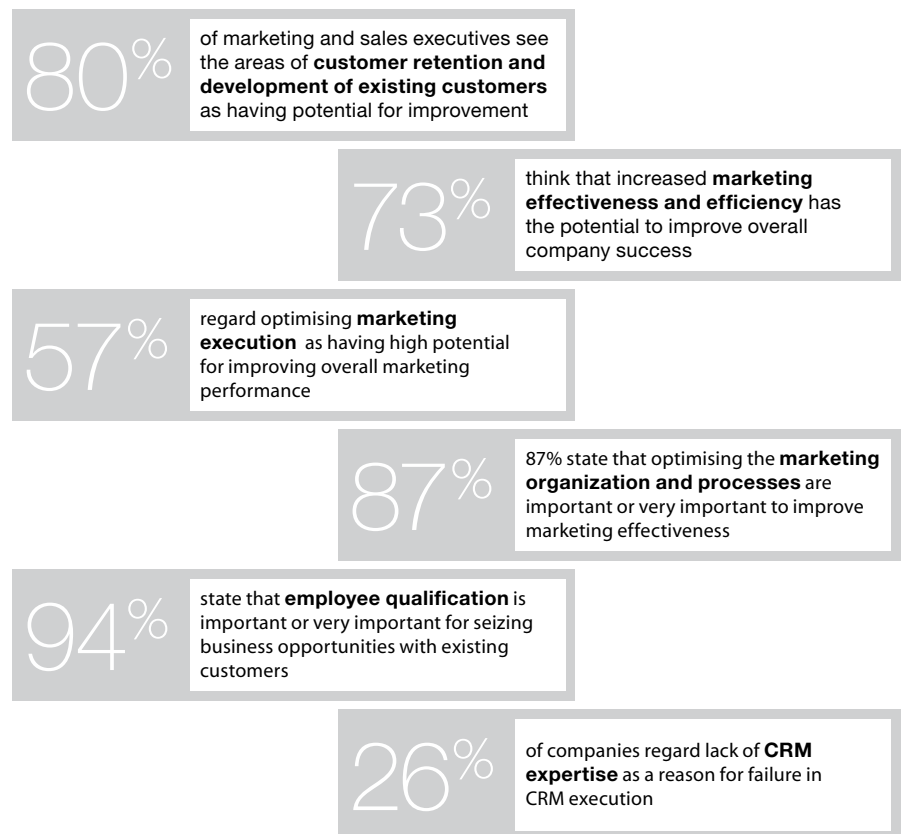 80%
of marketing and sales executives see
the areas of customer retention and
development of existing customers
as having potential for improvement
73%
think that increased marketing
effectiveness and efficiency has
the potential to improve overall
company success
57%
regard optimising marketing
execution as having high potential
for improving overall marketing
performance
87%
87% state that optimising the marketing
organization and processes are
important or very important to improve
marketing effectiveness
94%
state that employee qualification is
important or very important for seizing
business opportunities with existing
customers
26%
of companies regard lack of CRM
expertise as a reason for failure in
CRM execution